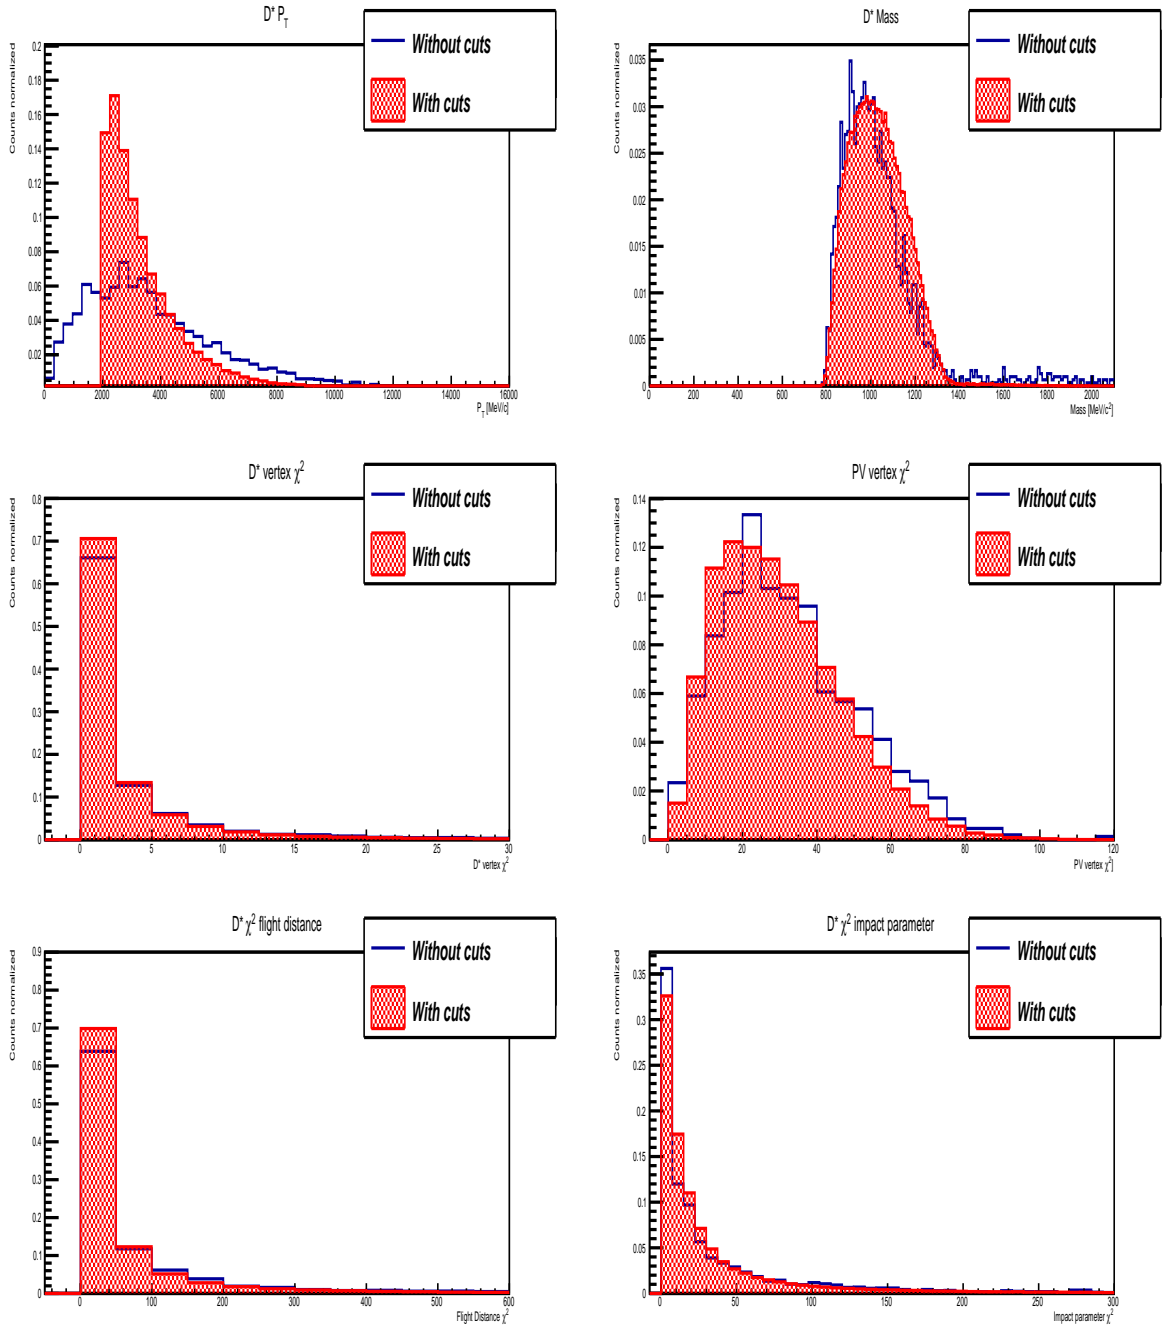 D* P_T
Without cuts
With cuts
Counts normalized
0.2
0.18
0.16
0.14
0.12
0.1
0.08
0.06
0.04
0.02
0 2000 4000 6000 8000 10000 12000 14000 16000
P_T [MeV/c]
D* Mass
Without cuts
With cuts
Counts normalized
0.035
0.03
0.025
0.02
0.015
0.01
0.005
0
0 200 400 600 800 1000 1200 1400 1600 1800 2000
Mass [MeV/c²]
D* vertex χ²
Without cuts
With cuts
Counts normalized
0.8
0.7
0.6
0.5
0.4
0.3
0.2
0.1
0
0 5 10 15 20 25 30
D* vertex χ²
PV vertex χ²
Without cuts
With cuts
Counts normalized
0.14
0.12
0.1
0.08
0.06
0.04
0.02
0
0 20 40 60 80 100 120
PV vertex χ²]
D* χ² flight distance
Without cuts
With cuts
Counts normalized
0.9
0.8
0.7
0.6
0.5
0.4
0.3
0.2
0.1
0
0 100 200 300 400 500 600
Flight Distance χ²
D* χ² impact parameter
Without cuts
With cuts
Counts normalized
0.35
0.3
0.25
0.2
0.15
0.1
0.05
0
0 50 100 150 200 250 300
Impact parameter χ²